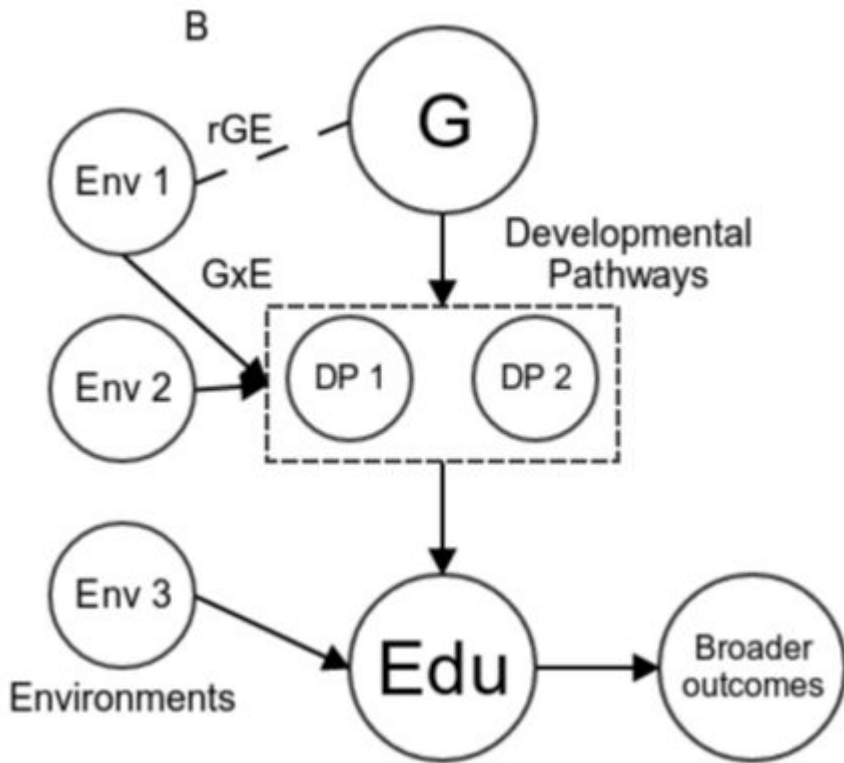 B
G
rGE
Env 1
Developmental
Pathways
GxE
Env 2
DP 1
DP 2
Env 3
Edu
Broader
outcomes
Environments